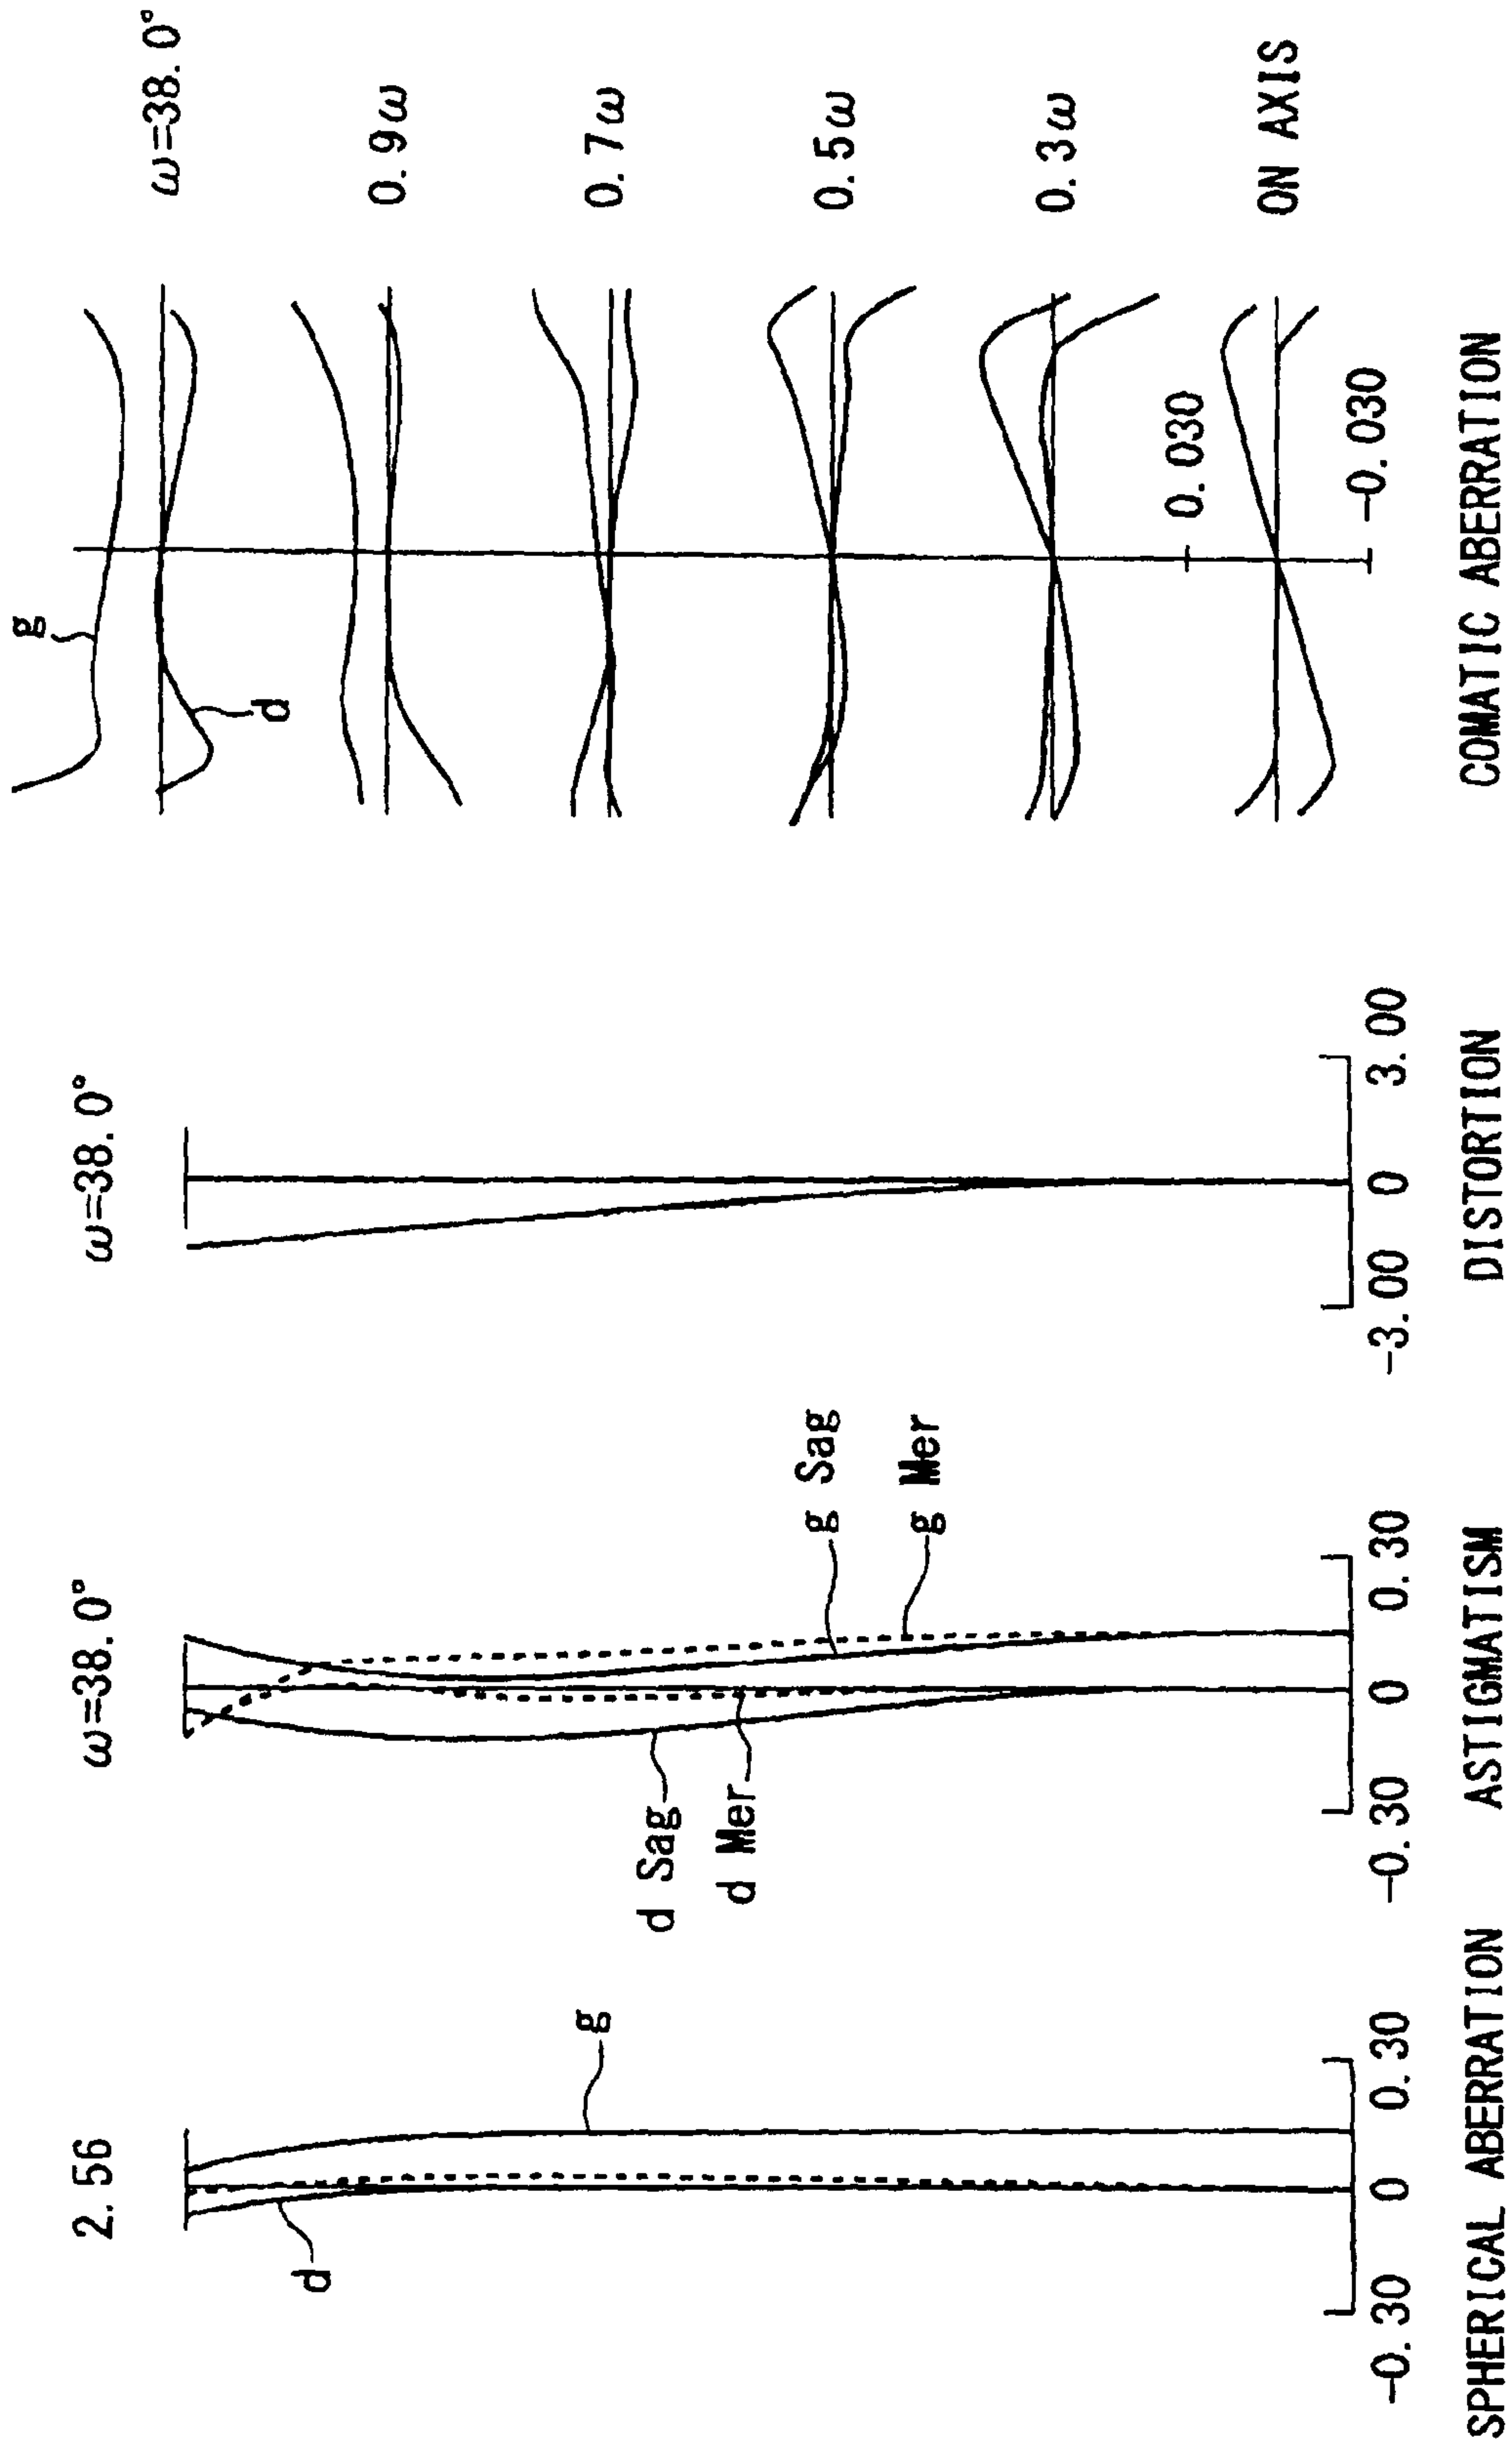 2. 56
d
g
-0. 30
0
0. 30
SPHERICAL ABERRATION
ω=38. 0°
d Sag
d Mer
g Sag
g Mer
-0. 30
0
0. 30
ASTIGMATISM
ω=38. 0°
-3. 00
0
3. 00
DISTORTION
g
d
ω=38. 0°
0. 9ω
0. 7ω
0. 5ω
0. 3ω
0. 030
ON AXIS
-0. 030
COMATIC ABERRATION